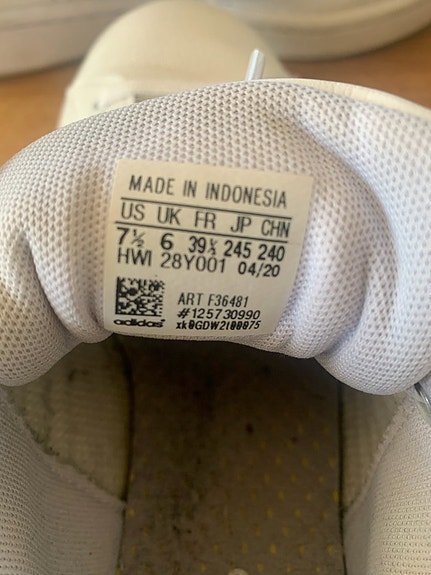 MADE IN INDONESIA
US UK FR JP CHN
7½ 6 39⅓ 245 240
HWI 28Y001 04/20
ART F36481
#125730990
adidas